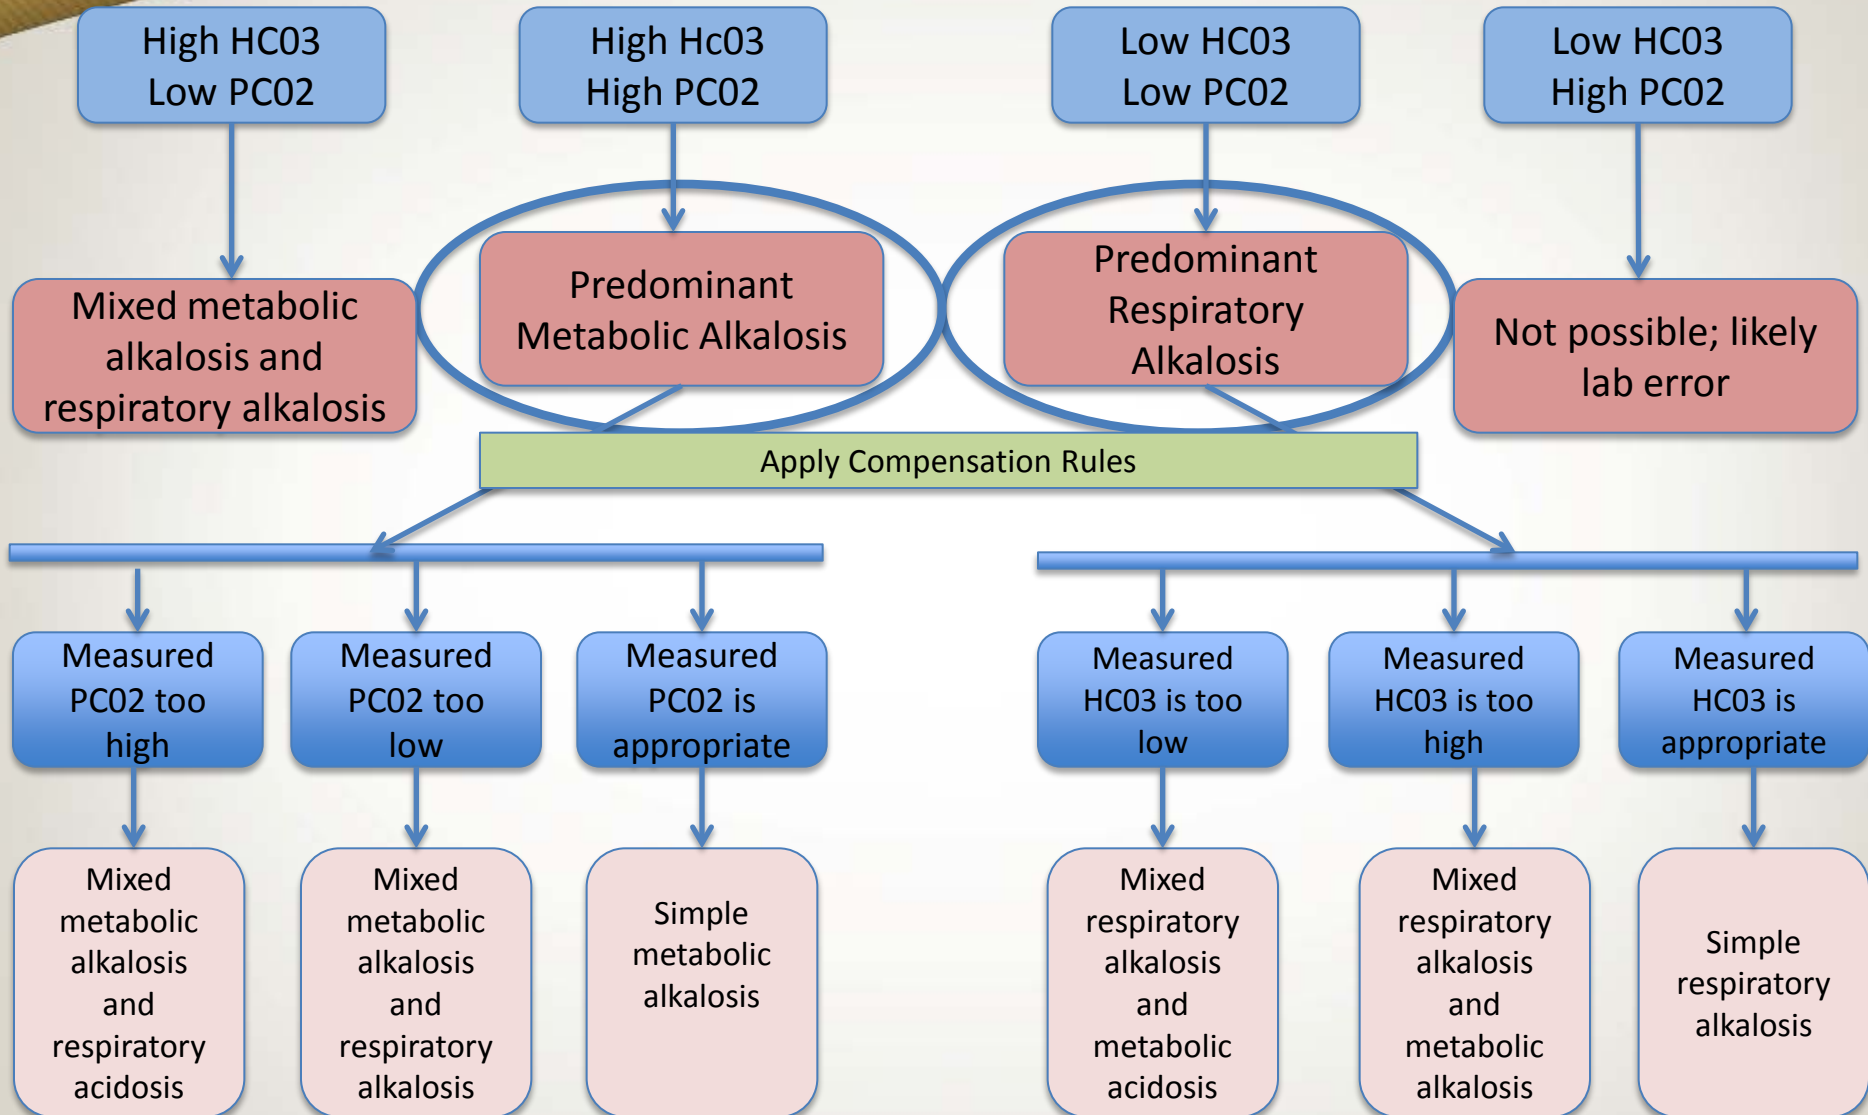 High HC03
Low PC02
High Hc03
High PC02
Low HC03
Low PC02
Low HC03
High PC02
Mixed metabolic
alkalosis and
respiratory alkalosis
Predominant
Metabolic Alkalosis
Predominant
Respiratory
Alkalosis
Not possible; likely
lab error
Apply Compensation Rules
Measured
PC02 too
high
Measured
PC02 too
low
Measured
PC02 is
appropriate
Measured
HC03 is too
low
Measured
HC03 is too
high
Measured
HC03 is
appropriate
Mixed
metabolic
alkalosis
and
respiratory
acidosis
Mixed
metabolic
alkalosis
and
respiratory
alkalosis
Simple
metabolic
alkalosis
Mixed
respiratory
alkalosis
and
metabolic
acidosis
Mixed
respiratory
alkalosis
and
metabolic
alkalosis
Simple
respiratory
alkalosis